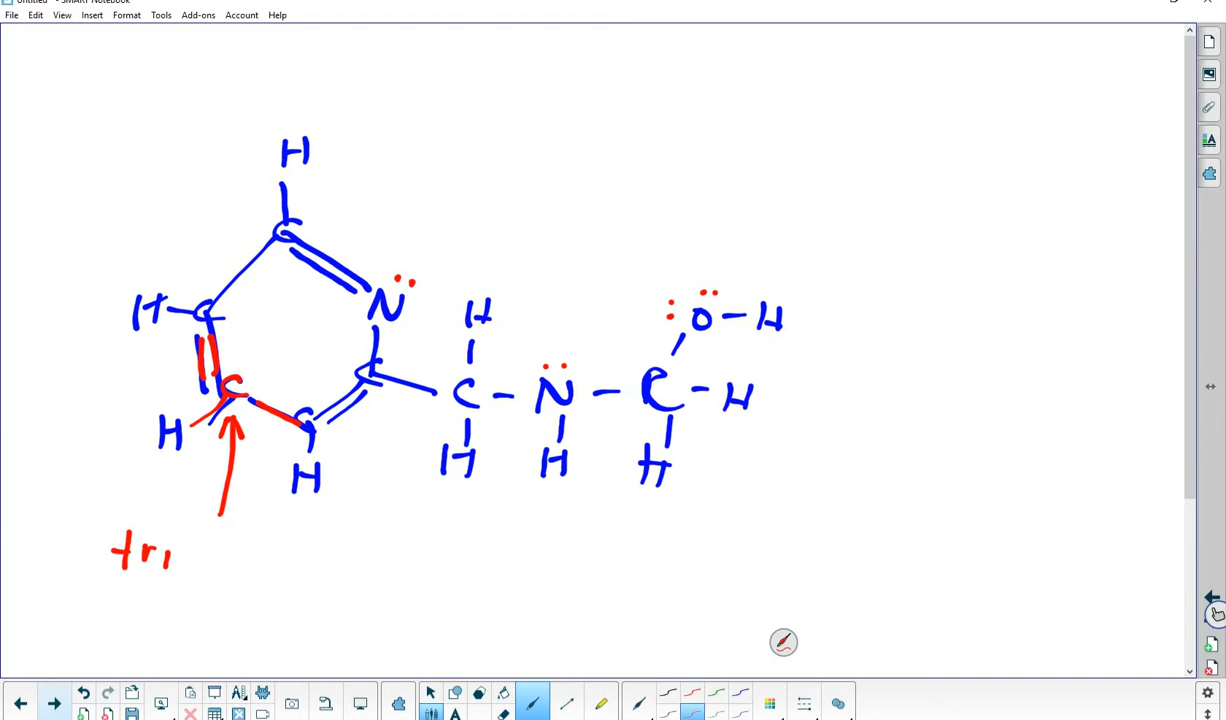 Untitled * - SMART Notebook
File Edit View Insert Format Tools Add-ons Account Help
H
C
H C N H O H
C C C N C H
H C H H H
H
tri